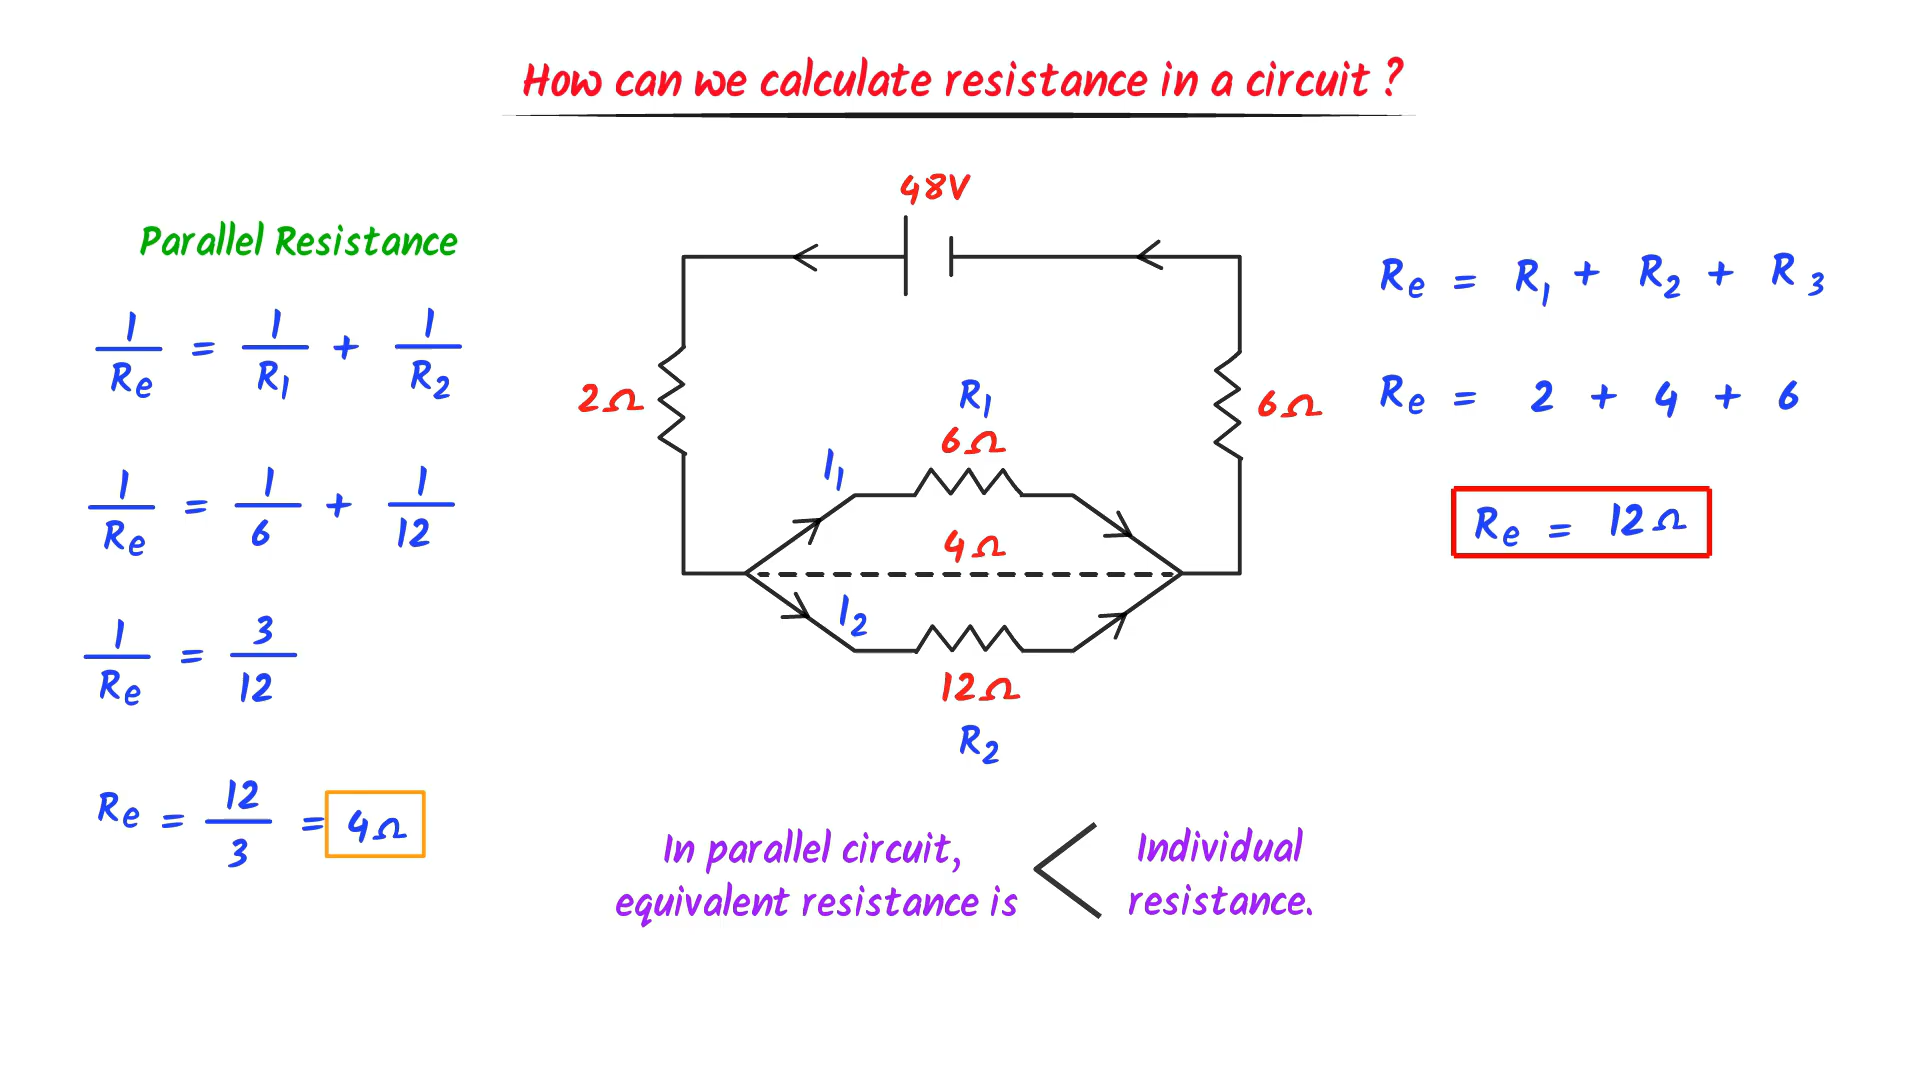 How can we calculate resistance in a circuit ?
Parallel Resistance
1/Re = 1/R1 + 1/R2
1/Re = 1/6 + 1/12
1/Re = 3/12
Re = 12/3 = 4Ω
48V
2Ω
6Ω
R1
6Ω
I1
4Ω
I2
12Ω
R2
In parallel circuit,
equivalent resistance is < Individual
resistance.
Re = R1 + R2 + R3
Re = 2 + 4 + 6
Re = 12Ω